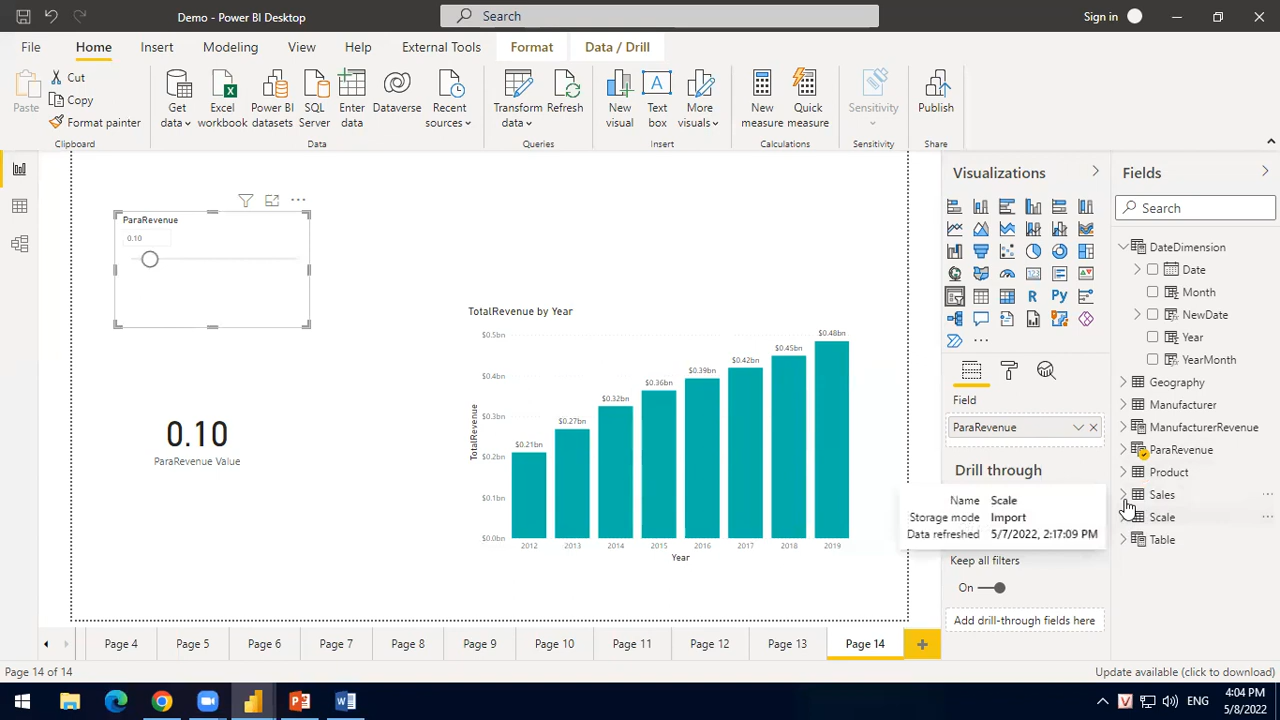 Demo - Power BI Desktop
Search
Sign in
File
Home
Insert
Modeling
View
Help
External Tools
Format
Data / Drill
Paste
Cut
Copy
Format painter
Clipboard
Get data
Excel workbook
Power BI datasets
SQL Server
Enter data
Dataverse
Recent sources
Data
Transform data
Refresh
Queries
New visual
Text box
More visuals
Insert
New measure
Quick measure
Calculations
Sensitivity
Sensitivity
Publish
Share
ParaRevenue
0.10
0.10
ParaRevenue Value
TotalRevenue by Year
TotalRevenue
$0.5bn
$0.4bn
$0.3bn
$0.2bn
$0.1bn
$0.0bn
$0.21bn
$0.27bn
$0.32bn
$0.36bn
$0.39bn
$0.42bn
$0.45bn
$0.48bn
2012 2013 2014 2015 2016 2017 2018 2019
Year
Visualizations
R
Py
123
Field
ParaRevenue
Drill through
Name Scale
Storage mode Import
Data refreshed 5/7/2022, 2:17:09 PM
Keep all filters
On
Add drill-through fields here
Fields
Search
DateDimension
Date
Month
NewDate
Year
YearMonth
Geography
Manufacturer
ManufacturerRevenue
ParaRevenue
Product
Sales
Scale
Table
Page 4
Page 5
Page 6
Page 7
Page 8
Page 9
Page 10
Page 11
Page 12
Page 13
Page 14
Page 14 of 14
Update available (click to download)
ENG
4:04 PM
5/8/2022